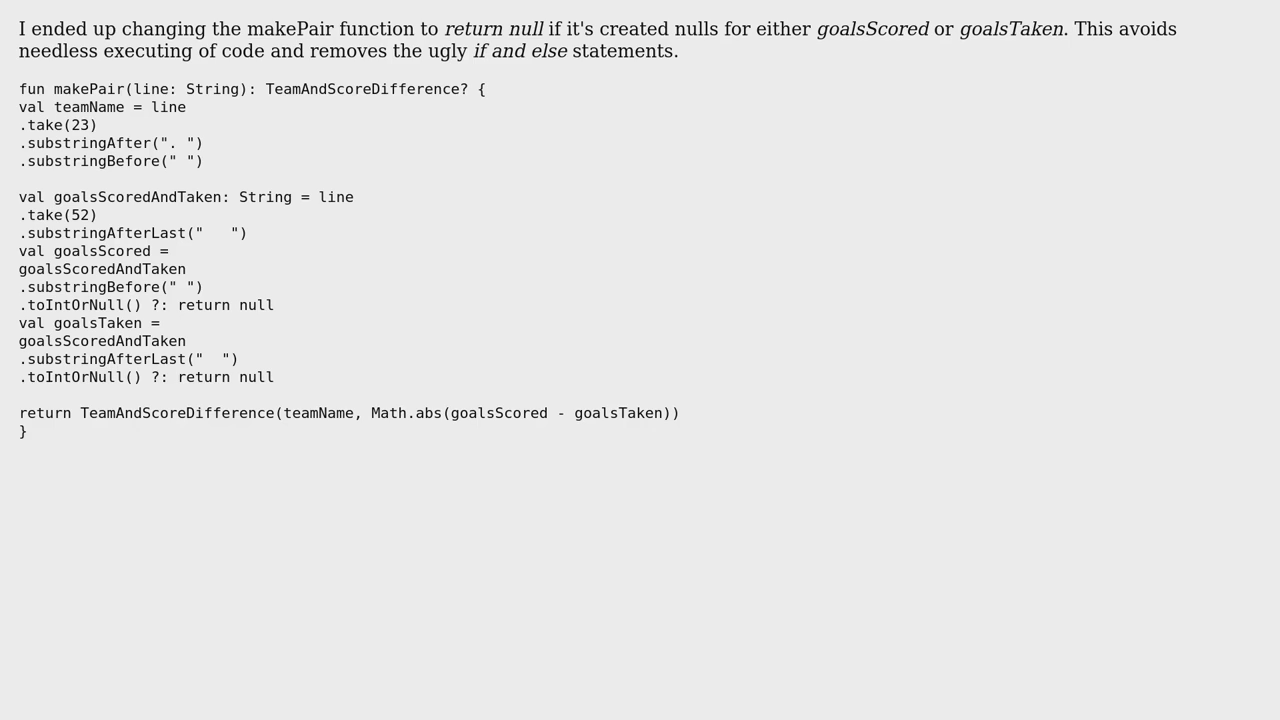 I ended up changing the makePair function to return null if it's created nulls for either goalsScored or goalsTaken. This avoids
needless executing of code and removes the ugly if and else statements.
fun makePair(line: String): TeamAndScoreDifference? {
val teamName = line
.take(23)
.substringAfter(". ")
.substringBefore(" ")
val goalsScoredAndTaken: String = line
.take(52)
.substringAfterLast("   ")
val goalsScored =
goalsScoredAndTaken
.substringBefore(" ")
.toIntOrNull() ?: return null
val goalsTaken =
goalsScoredAndTaken
.substringAfterLast("  ")
.toIntOrNull() ?: return null
return TeamAndScoreDifference(teamName, Math.abs(goalsScored - goalsTaken))
}